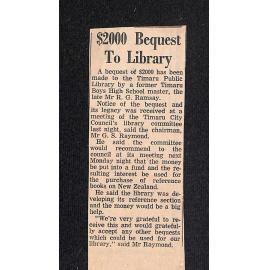 $2000 Bequest
To Library
A bequest of $2000 has been
made to the Timaru Public
Library by a former Timaru
Boys High School master, the
late Mr R. G. Ramsay.
Notice of the bequest and
its legacy was received at a
meeting of the Timaru City
Council's library committee
last night, said the chairman,
Mr G. S. Raymond.
He said the committee
would recommend to the
council at its meeting next
Monday night that the money
be put into a fund and the re-
sulting interest be used for
the purchase of reference
books on New Zealand.
He said the library was
developing its reference section
and the money would be a big
help.
"We're very grateful to re-
ceive this and would grateful-
ly accept any other bequests
which could be used for our
library," said Mr Raymond.